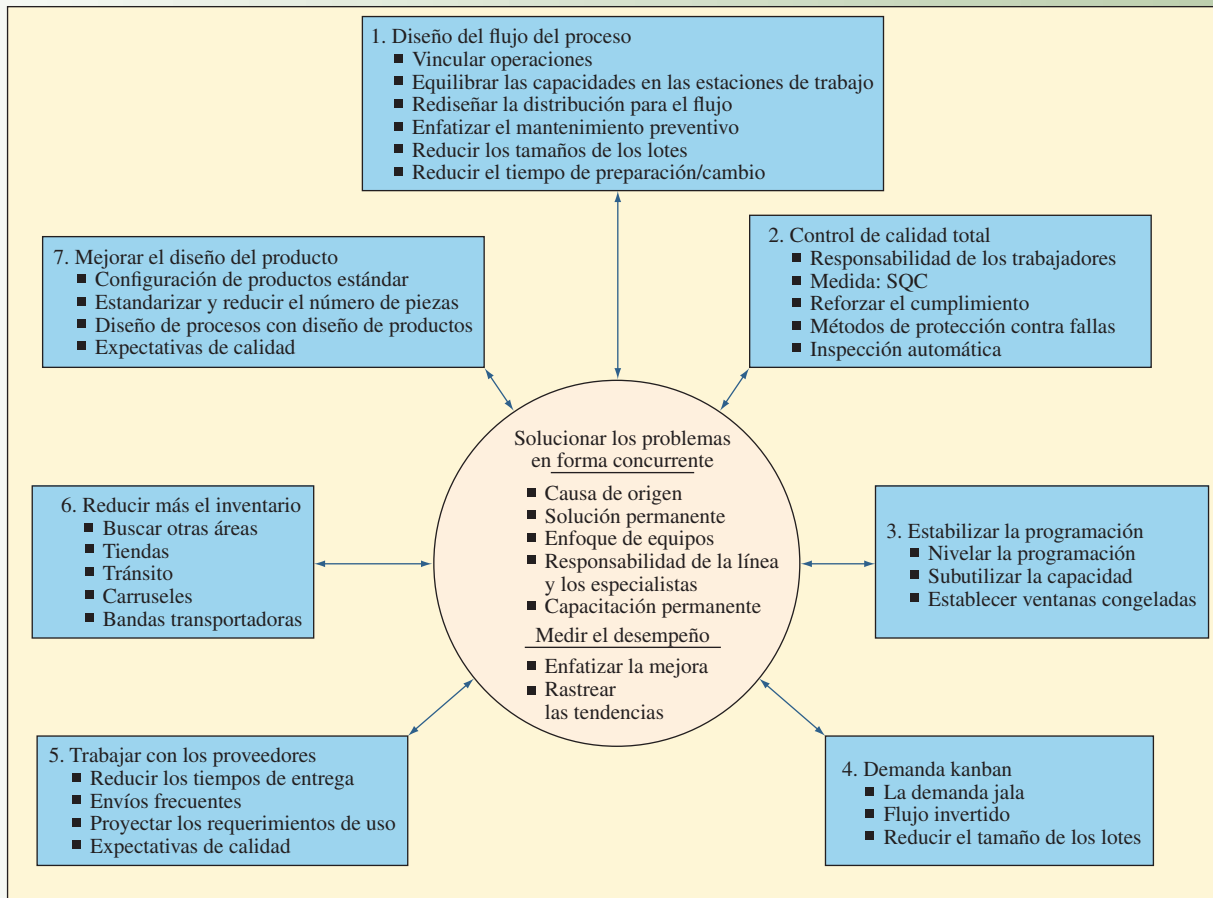 1. Diseño del flujo del proceso
■ Vincular operaciones
■ Equilibrar las capacidades en las estaciones de trabajo
■ Rediseñar la distribución para el flujo
■ Enfatizar el mantenimiento preventivo
■ Reducir los tamaños de los lotes
■ Reducir el tiempo de preparación/cambio
2. Control de calidad total
■ Responsabilidad de los trabajadores
■ Medida: SQC
■ Reforzar el cumplimiento
■ Métodos de protección contra fallas
■ Inspección automática
3. Estabilizar la programación
■ Nivelar la programación
■ Subutilizar la capacidad
■ Establecer ventanas congeladas
4. Demanda kanban
■ La demanda jala
■ Flujo invertido
■ Reducir el tamaño de los lotes
5. Trabajar con los proveedores
■ Reducir los tiempos de entrega
■ Envíos frecuentes
■ Proyectar los requerimientos de uso
■ Expectativas de calidad
6. Reducir más el inventario
■ Buscar otras áreas
■ Tiendas
■ Tránsito
■ Carruseles
■ Bandas transportadoras
7. Mejorar el diseño del producto
■ Configuración de productos estándar
■ Estandarizar y reducir el número de piezas
■ Diseño de procesos con diseño de productos
■ Expectativas de calidad
Solucionar los problemas
en forma concurrente
■ Causa de origen
■ Solución permanente
■ Enfoque de equipos
■ Responsabilidad de la línea
y los especialistas
■ Capacitación permanente
Medir el desempeño
■ Enfatizar la mejora
■ Rastrear
las tendencias